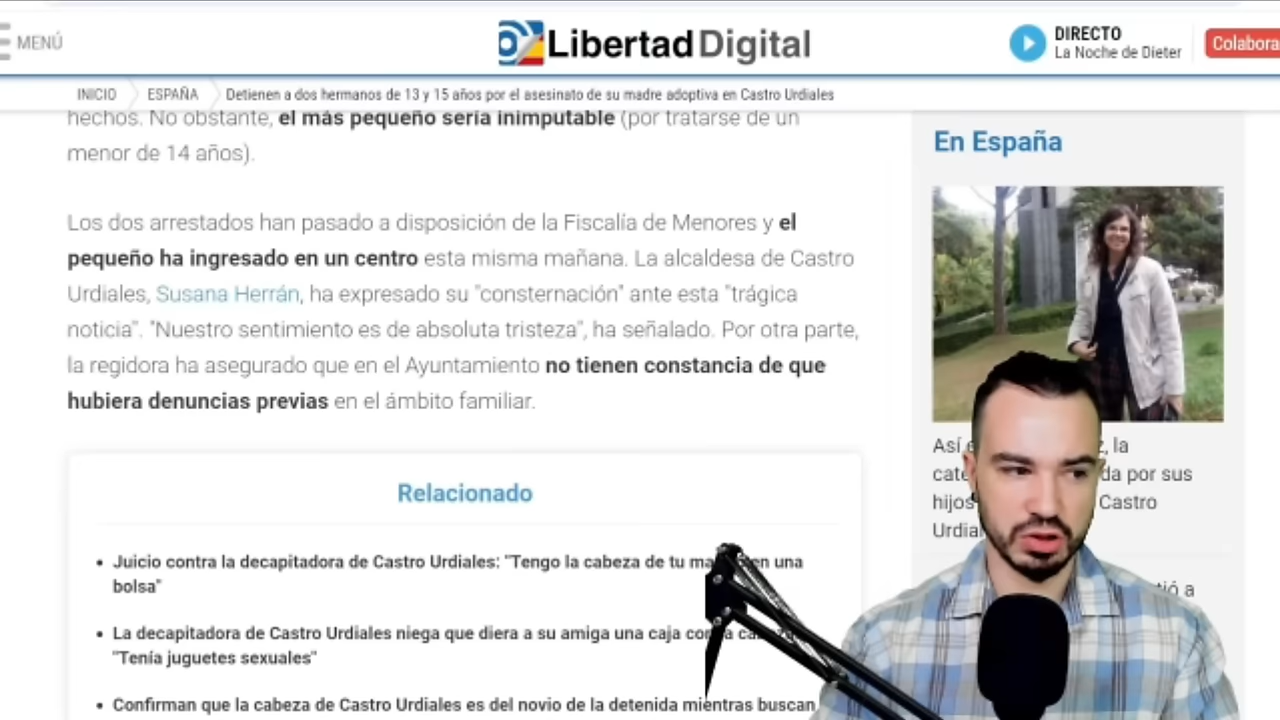 MENÚ
Libertad Digital
DIRECTO
La Noche de Dieter
Colabora
INICIO
ESPAÑA
Detienen a dos hermanos de 13 y 15 años por el asesinato de su madre adoptiva en Castro Urdiales
hechos. No obstante, el más pequeño sería inimputable (por tratarse de un
menor de 14 años).
Los dos arrestados han pasado a disposición de la Fiscalía de Menores y el
pequeño ha ingresado en un centro esta misma mañana. La alcaldesa de Castro
Urdiales, Susana Herrán, ha expresado su "consternación" ante esta "trágica
noticia". "Nuestro sentimiento es de absoluta tristeza", ha señalado. Por otra parte,
la regidora ha asegurado que en el Ayuntamiento no tienen constancia de que
hubiera denuncias previas en el ámbito familiar.
Relacionado
• Juicio contra la decapitadora de Castro Urdiales: "Tengo la cabeza de tu en una
bolsa"
• La decapitadora de Castro Urdiales niega que diera a su amiga una caja
"Tenía juguetes sexuales"
• Confirman que la cabeza de Castro Urdiales es del novio de la detenida mientras buscan
En España
Así la
por sus
hijos Castro